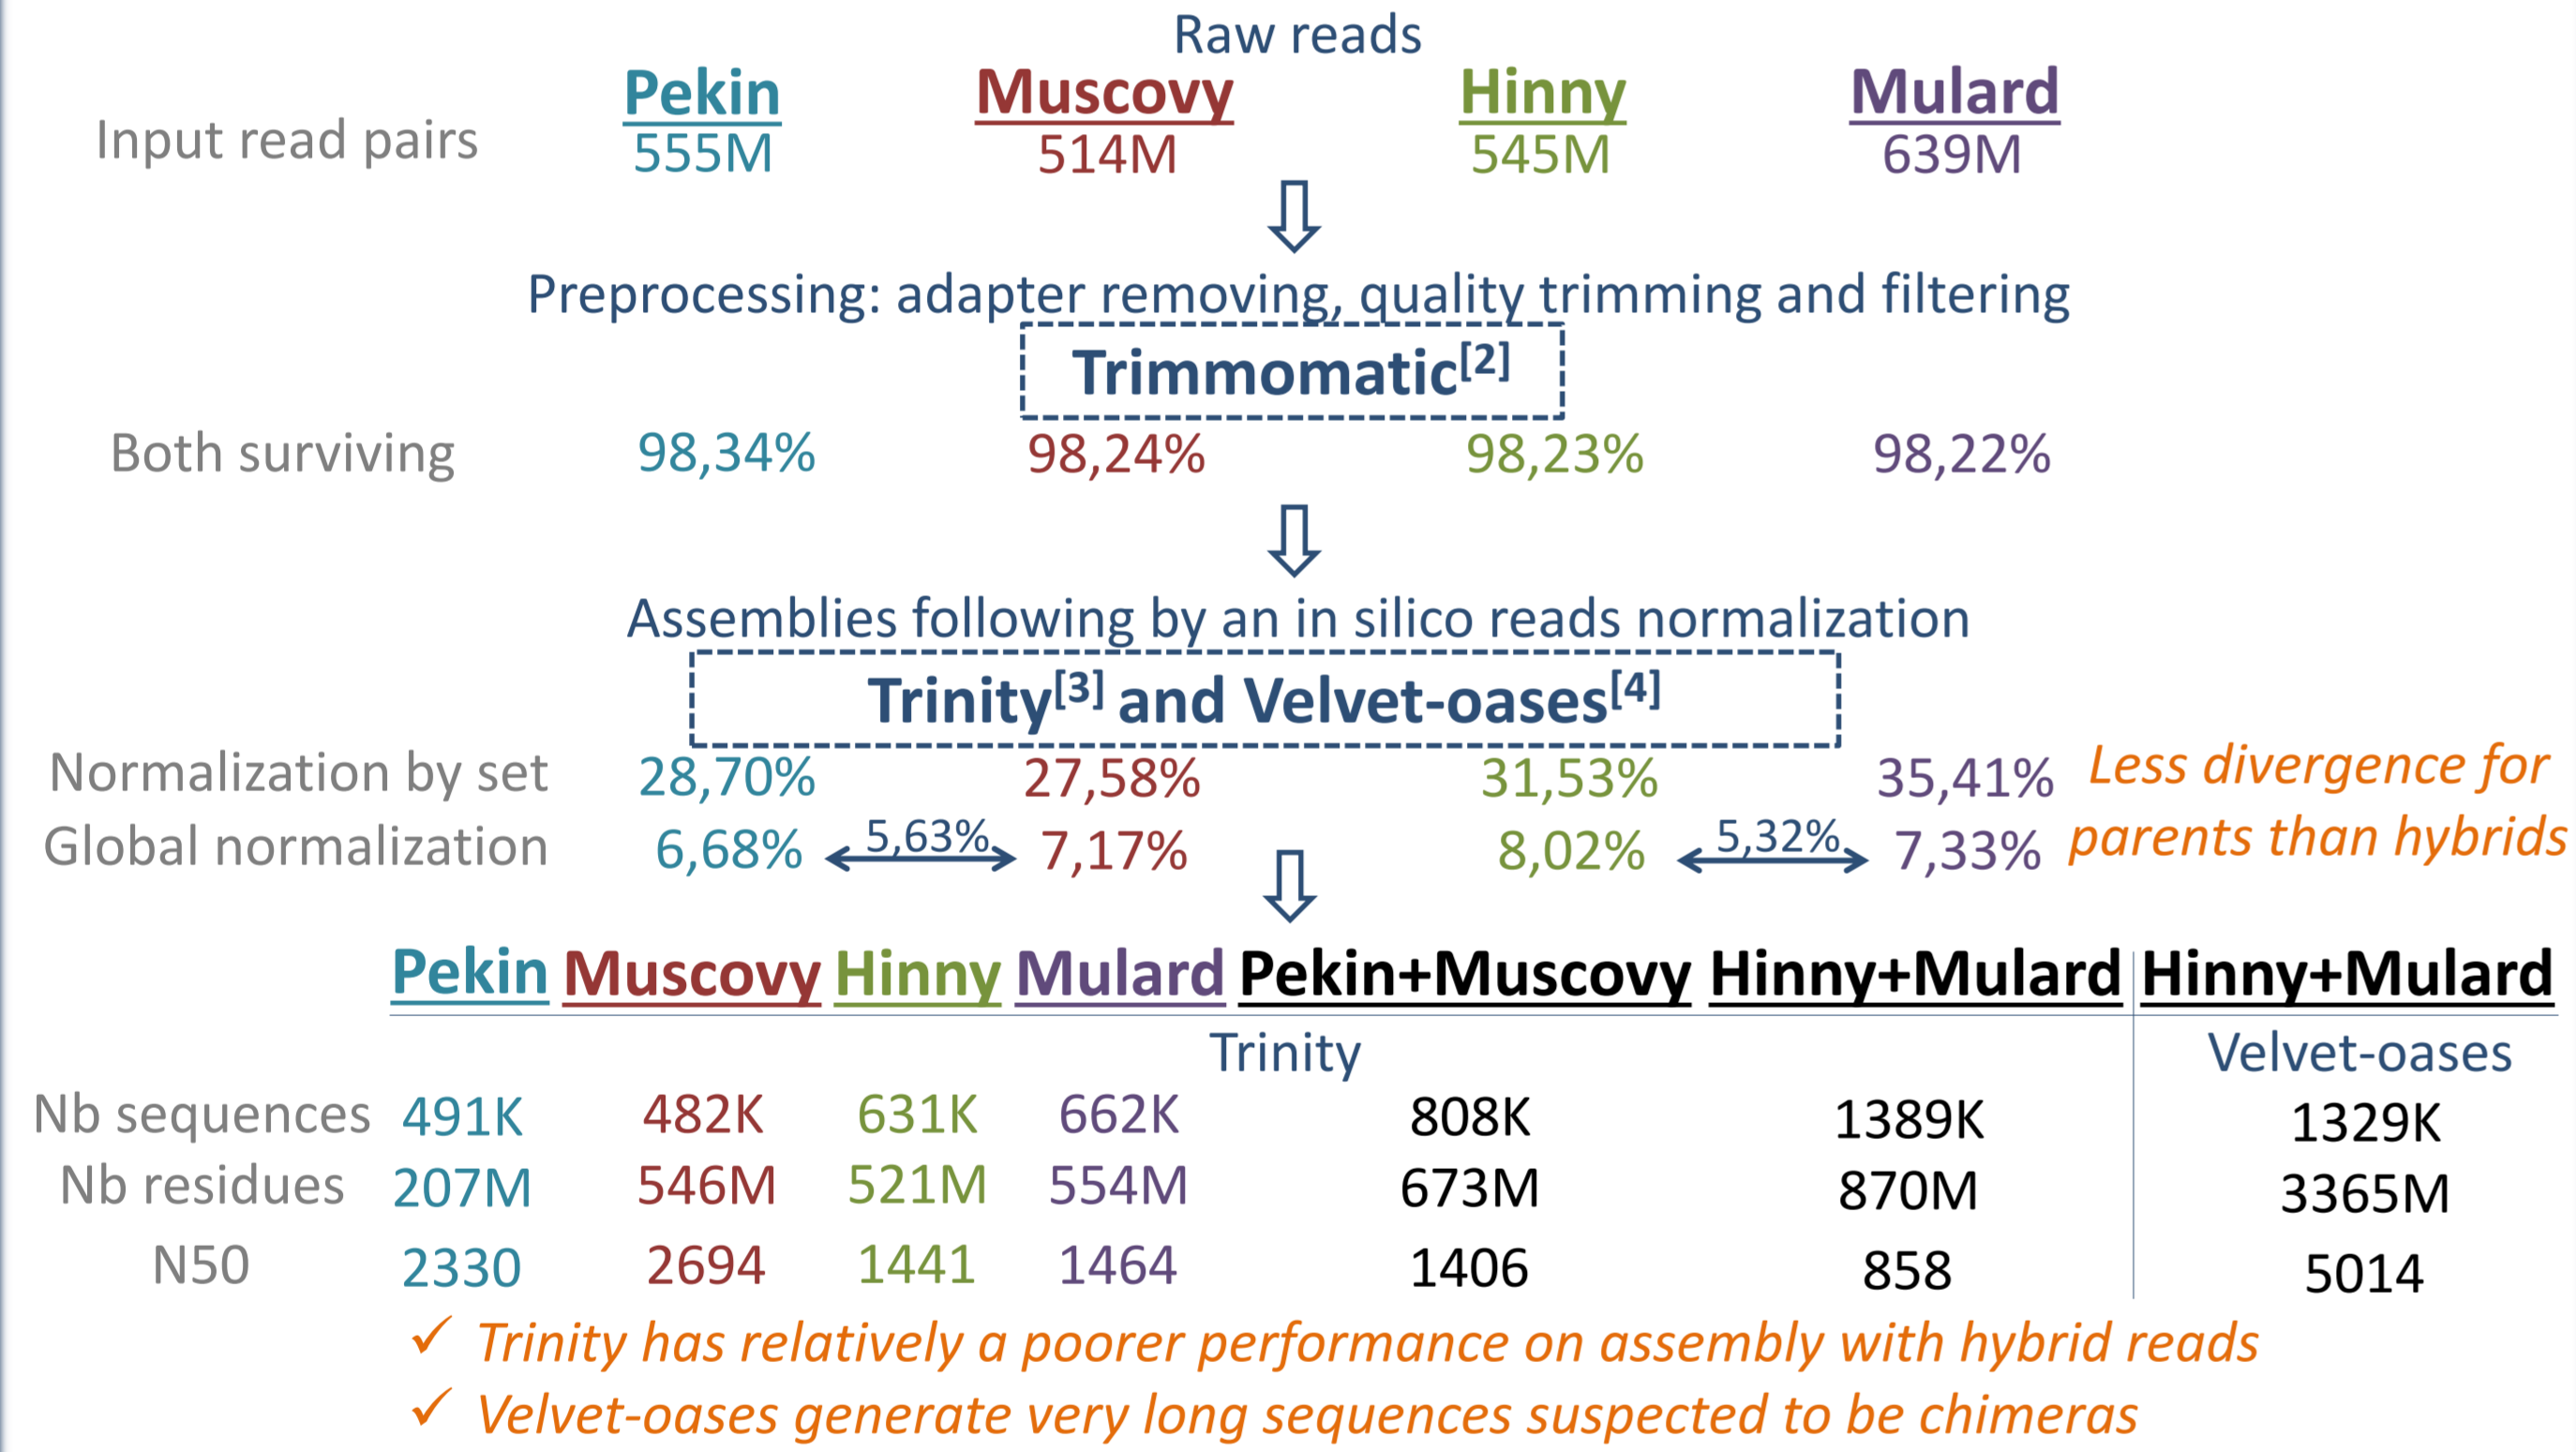 Raw reads
Pekin Muscovy Hinny Mulard
Input read pairs 555M 514M 545M 639M
Preprocessing: adapter removing, quality trimming and filtering
Trimmomatic[2]
Both surviving 98,34% 98,24% 98,23% 98,22%
Assemblies following by an in silico reads normalization
Trinity[3] and Velvet-oases[4]
Normalization by set 28,70% 27,58% 31,53% 35,41% Less divergence for
Global normalization 6,68% 5,63% 7,17% 8,02% 5,32% 7,33% parents than hybrids
Pekin Muscovy Hinny Mulard Pekin+Muscovy Hinny+Mulard Hinny+Mulard
Trinity Velvet-oases
Nb sequences 491K 482K 631K 662K 808K 1389K 1329K
Nb residues 207M 546M 521M 554M 673M 870M 3365M
N50 2330 2694 1441 1464 1406 858 5014
✓ Trinity has relatively a poorer performance on assembly with hybrid reads
✓ Velvet-oases generate very long sequences suspected to be chimeras